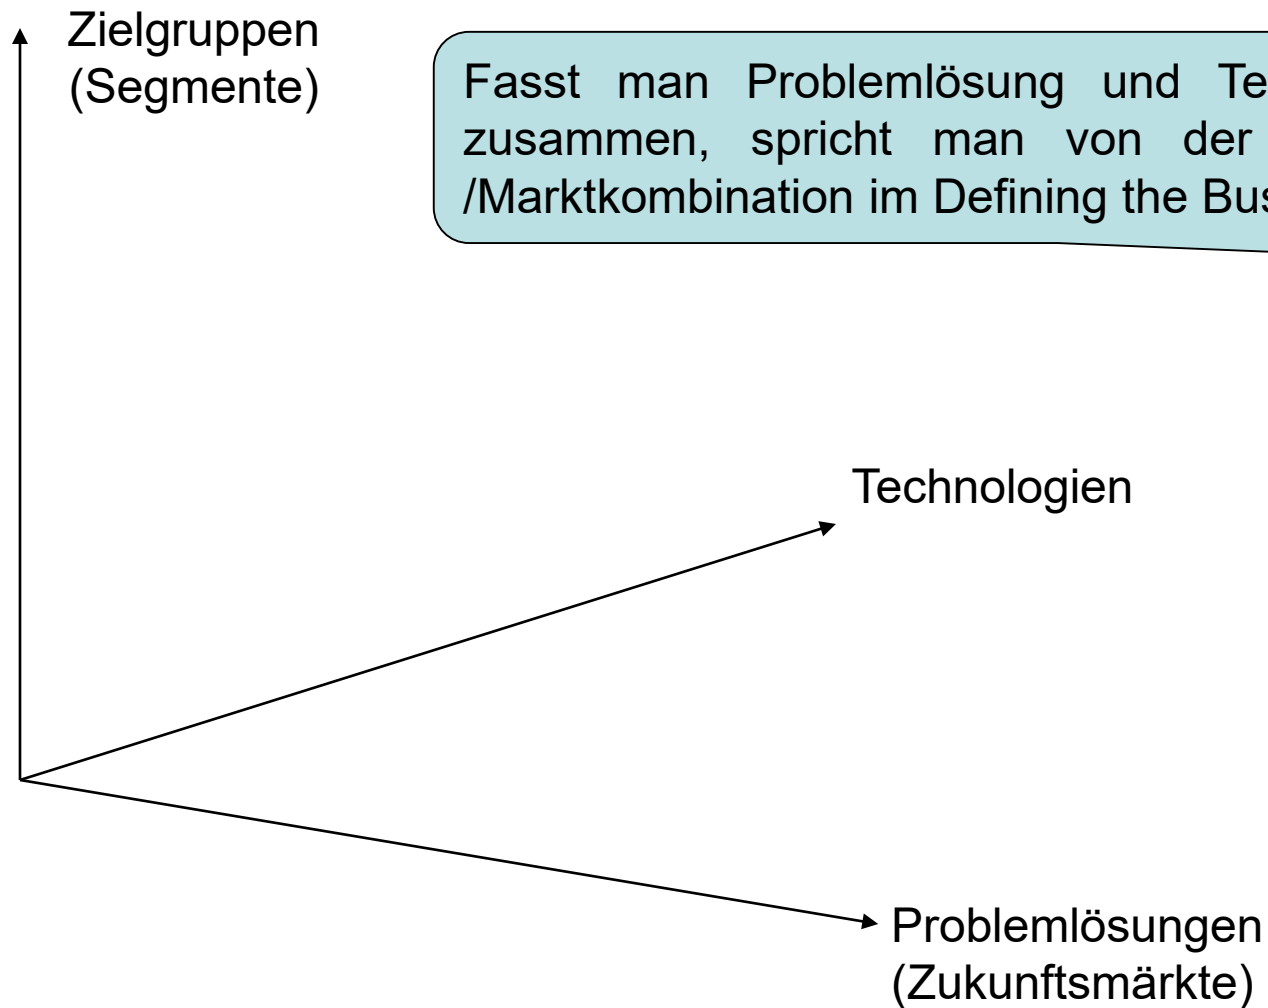 Zielgruppen
(Segmente)
Fasst man Problemlösung und Te
zusammen, spricht man von der
/Marktkombination im Defining the Bus
Technologien
Problemlösungen
(Zukunftsmärkte)